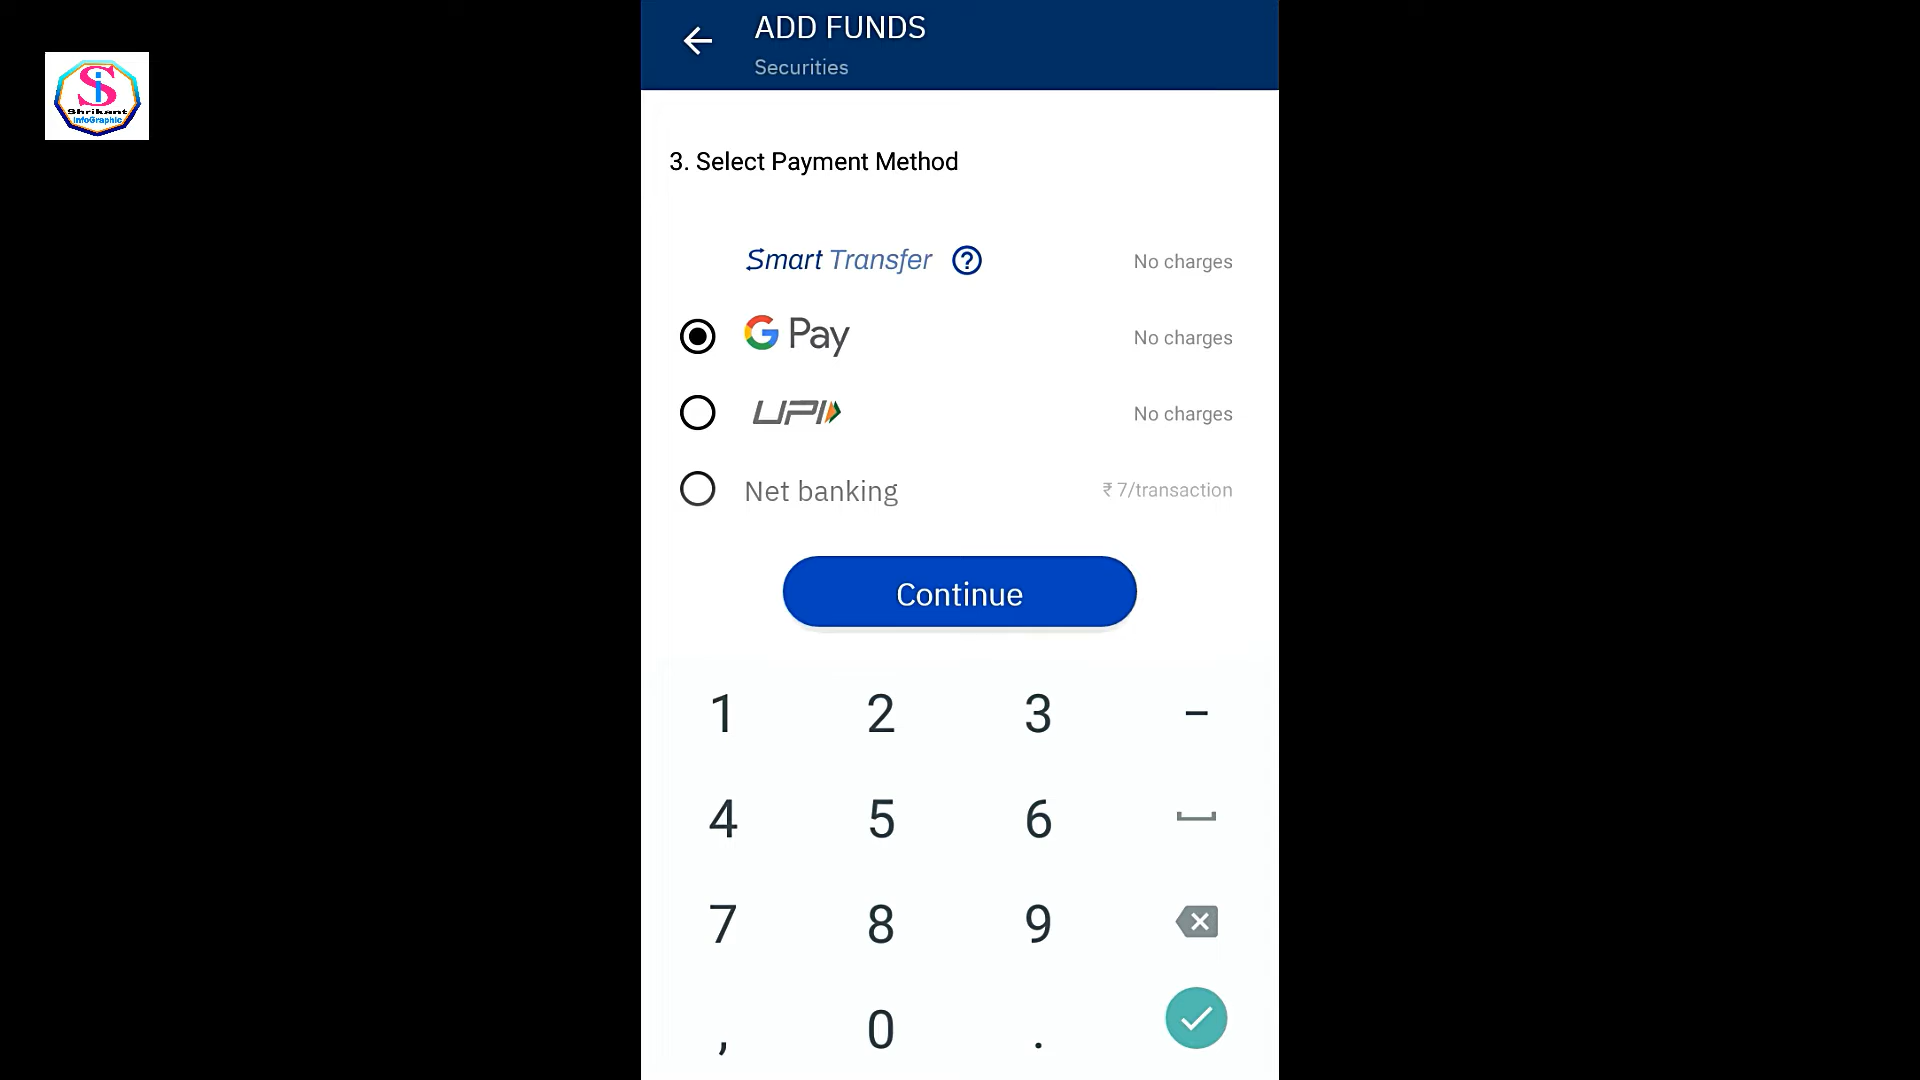 ADD FUNDS
Securities
Si
Shrikant
InfoGraphic
3. Select Payment Method
Smart Transfer ? No charges
G Pay No charges
UPI No charges
Net banking ₹ 7/transaction
Continue
1 2 3 -
4 5 6
7 8 9
, 0 .